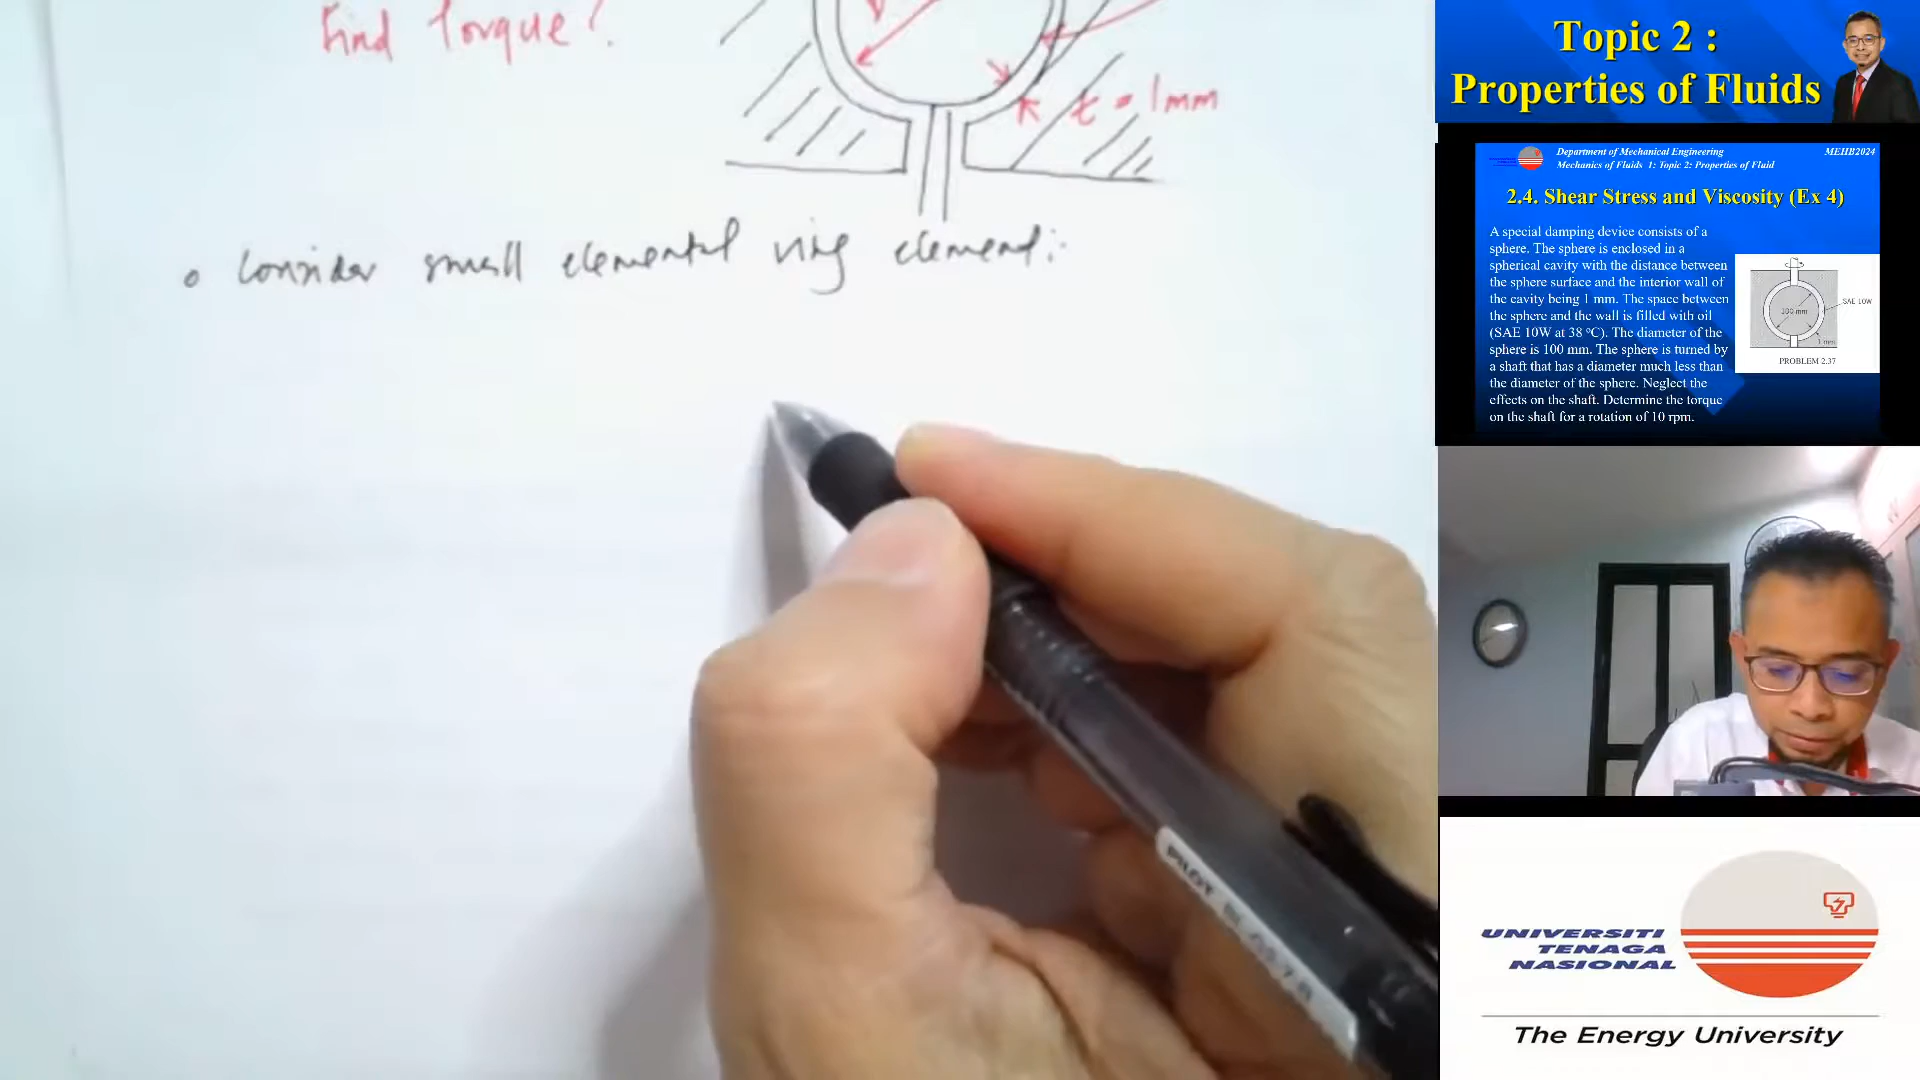 Find Torque?
t = 1mm
o Consider small elemental ring element:-
PILOT BL-G5-7-B
Topic 2 :
Properties of Fluids
Department of Mechanical Engineering
MEHB2024
Mechanics of Fluids 1: Topic 2: Properties of Fluid
2.4. Shear Stress and Viscosity (Ex 4)
A special damping device consists of a
sphere. The sphere is enclosed in a
spherical cavity with the distance between
the sphere surface and the interior wall of
the cavity being 1 mm. The space between
the sphere and the wall is filled with oil
(SAE 10W at 38 °C). The diameter of the
sphere is 100 mm. The sphere is turned by
a shaft that has a diameter much less than
the diameter of the sphere. Neglect the
effects on the shaft. Determine the torque
on the shaft for a rotation of 10 rpm.
SAE 10W
100 mm
1 mm
PROBLEM 2.37
UNIVERSITI
TENAGA
NASIONAL
The Energy University